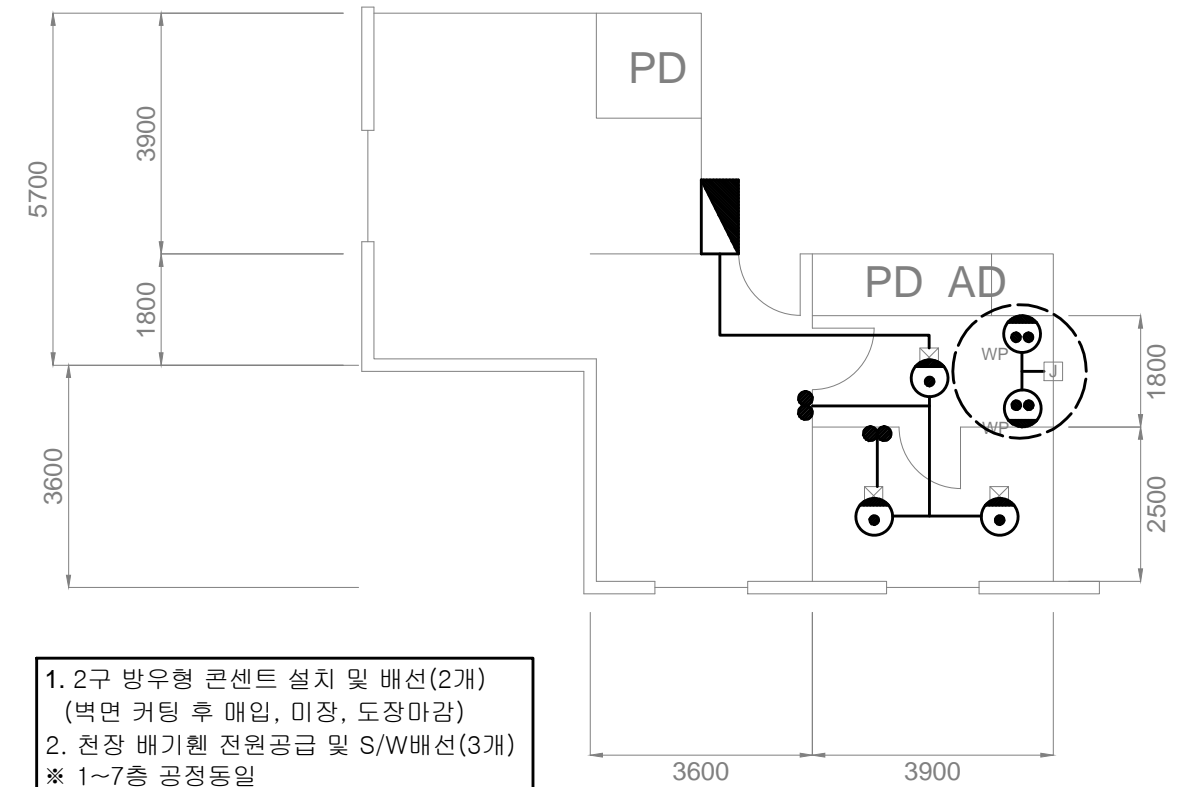 PD
3900
5700
1800
PD AD
WP
J
1800
WP
3600
2500
1. 2구 방우형 콘센트 설치 및 배선(2개)
(벽면 커팅 후 매입, 미장, 도장마감)
2. 천장 배기휀 전원공급 및 S/W배선(3개)
※ 1~7층 공정동일
3600
3900